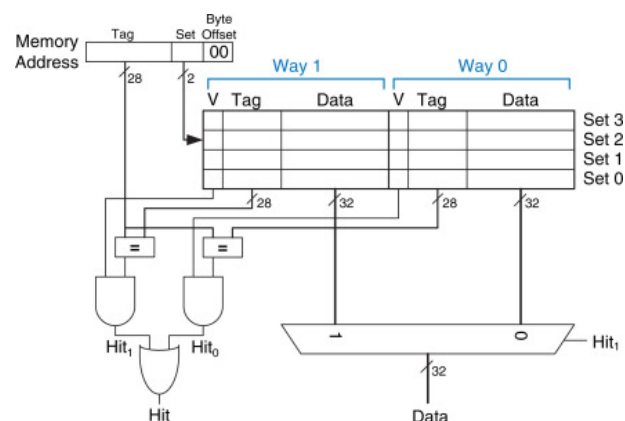 Byte
Tag Set Offset
Memory
Address
00
28 2
Way 1 Way 0
V Tag Data V Tag Data
Set 3
Set 2
Set 1
Set 0
28 32 28 32
= =
1 0
Hit1 Hit0
Hit1
32
Hit Data